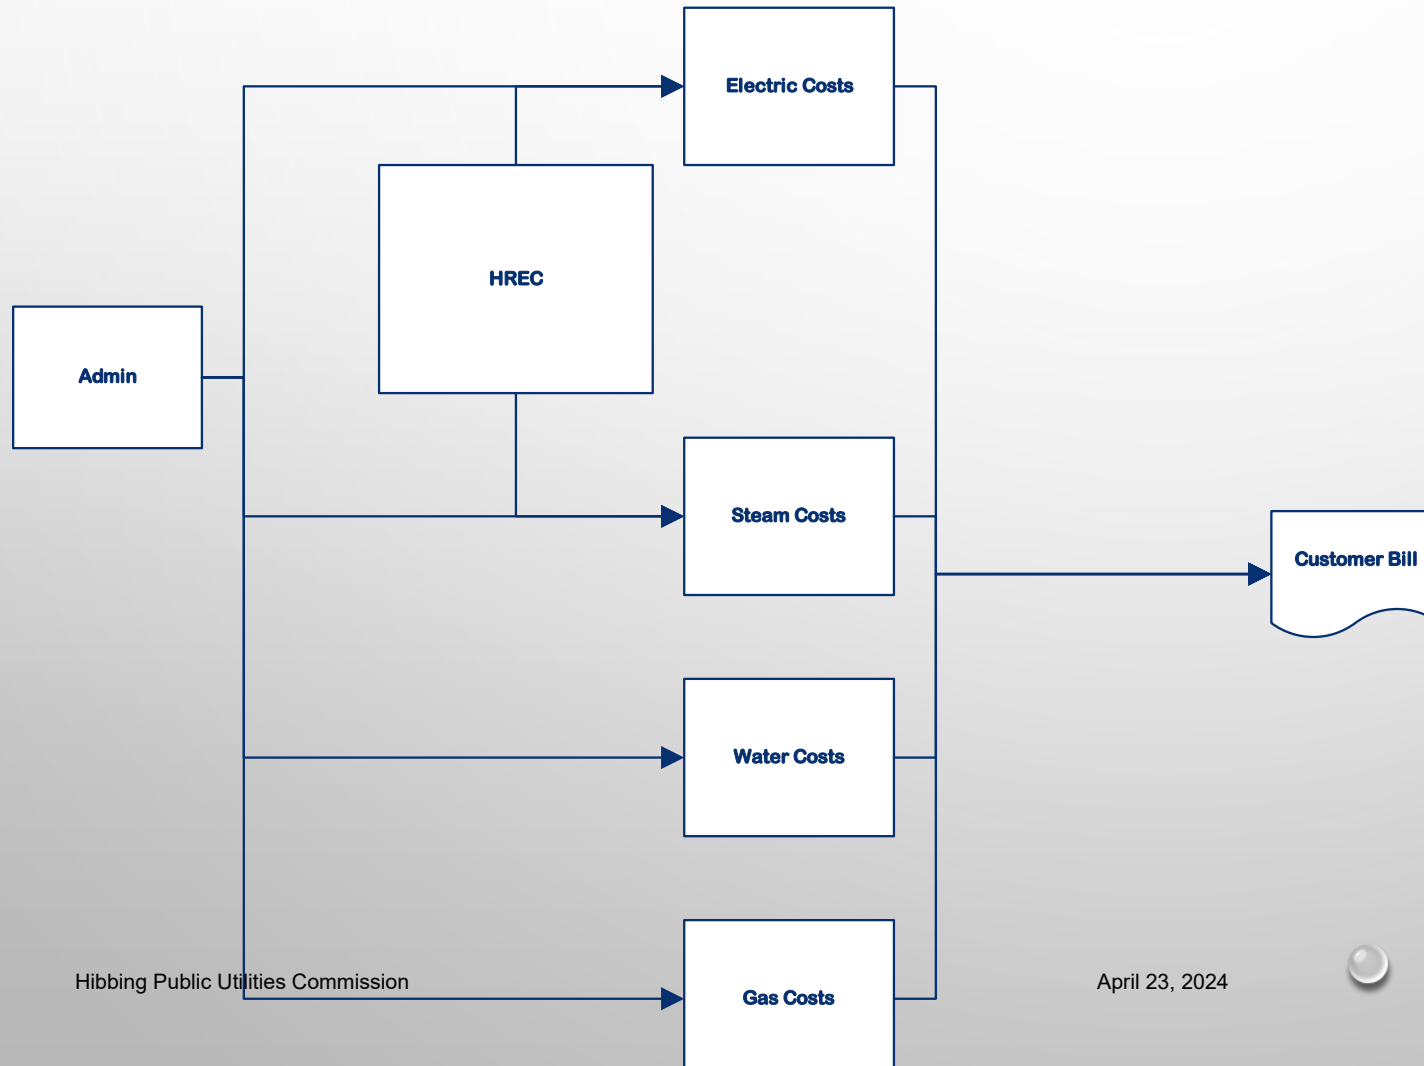 Electric Costs
HREC
Admin
Steam Costs
Customer Bill
Water Costs
Hibbing Public Utilities Commission
April 23, 2024
Gas Costs